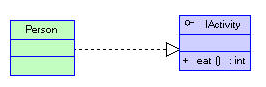 Person
IActivity
+ eat () : int